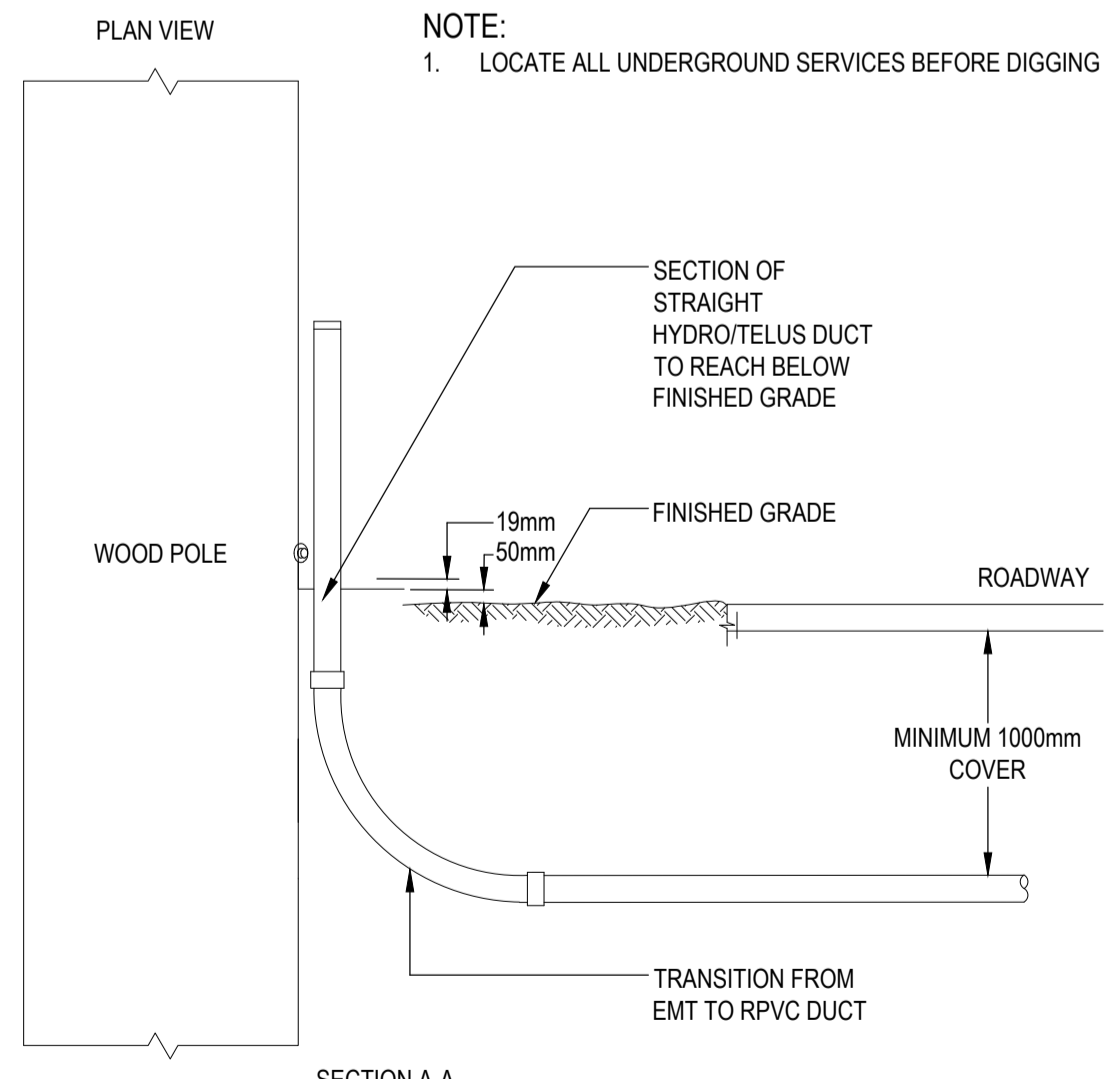 PLAN VIEW
NOTE:
1. LOCATE ALL UNDERGROUND SERVICES BEFORE DIGGING
SECTION OF
STRAIGHT
HYDRO/TELUS DUCT
TO REACH BELOW
FINISHED GRADE
19mm
50mm
FINISHED GRADE
WOOD POLE
ROADWAY
MINIMUM 1000mm
COVER
TRANSITION FROM
EMT TO RPVC DUCT
SECTION A-A